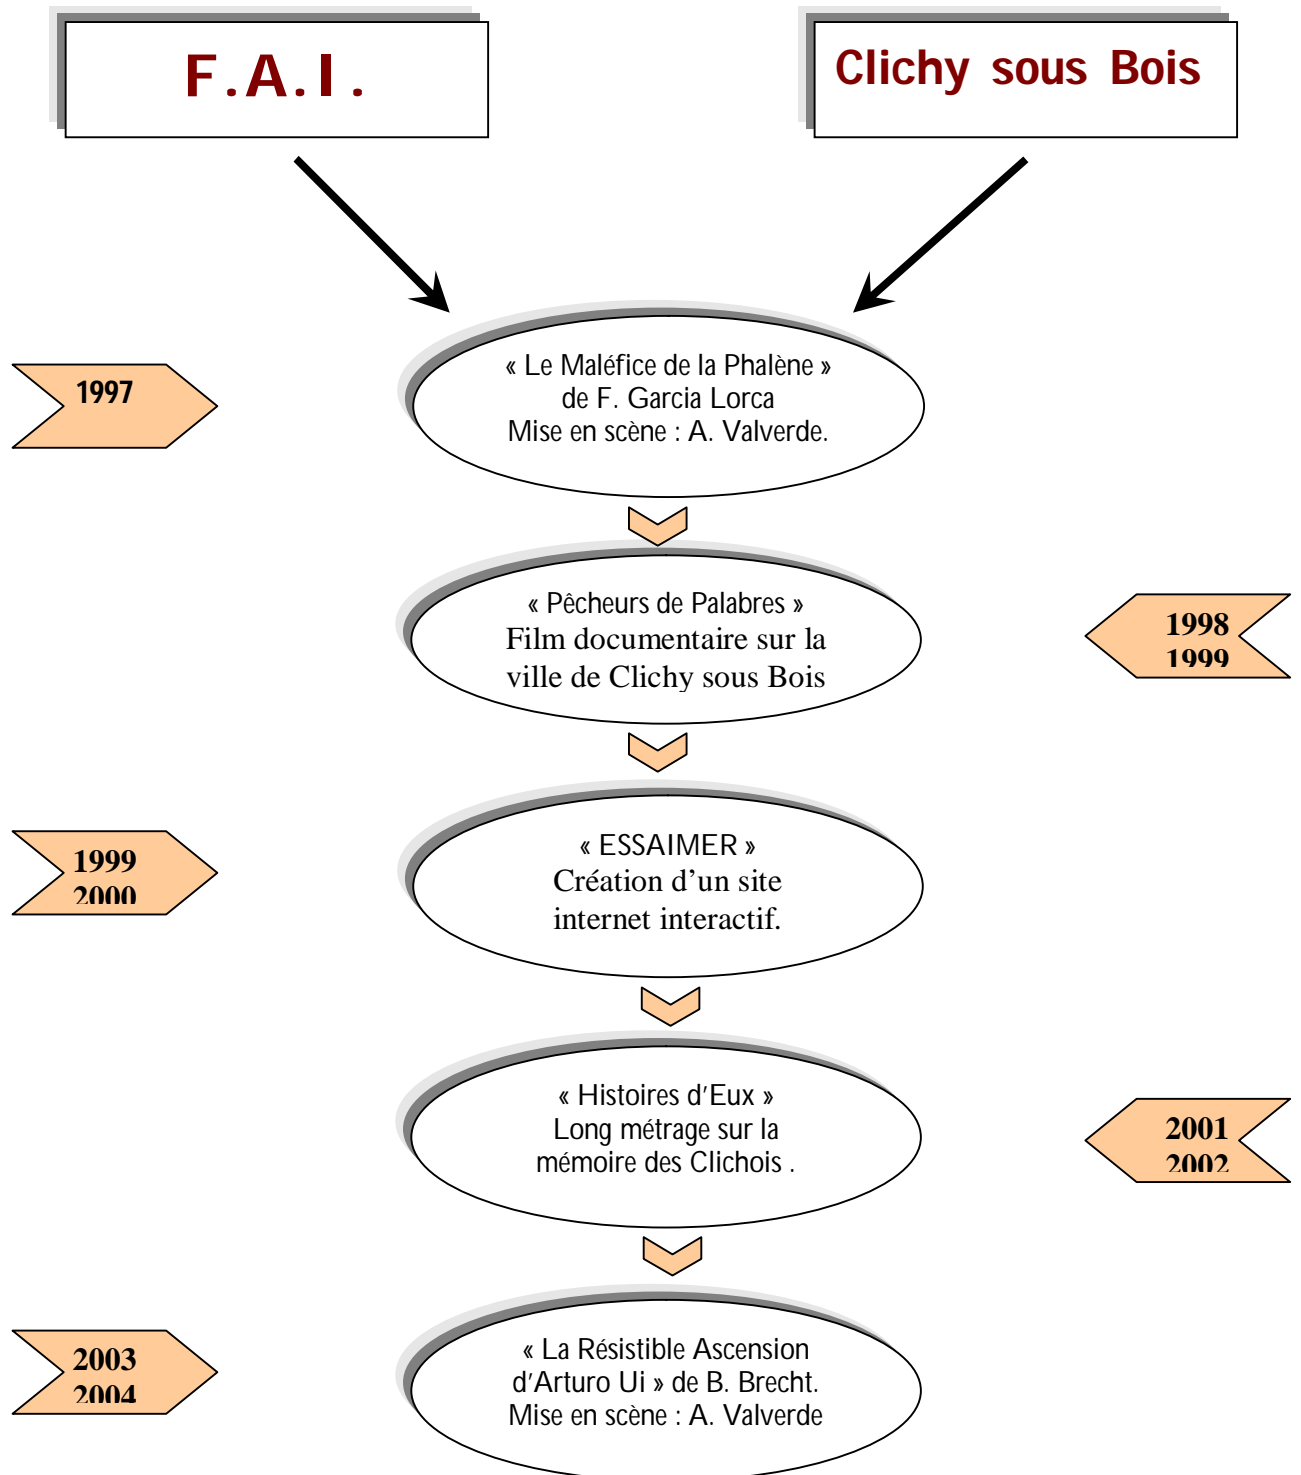 F.A.I.
Clichy sous Bois
1997
« Le Maléfice de la Phalène »
de F. Garcia Lorca
Mise en scène : A. Valverde.
« Pêcheurs de Palabres »
Film documentaire sur la
ville de Clichy sous Bois
1998
1999
1999
2000
« ESSAIMER »
Création d’un site
internet interactif.
« Histoires d’Eux »
Long métrage sur la
mémoire des Clichois .
2001
2002
2003
2004
« La Résistible Ascension
d’Arturo Ui » de B. Brecht.
Mise en scène : A. Valverde